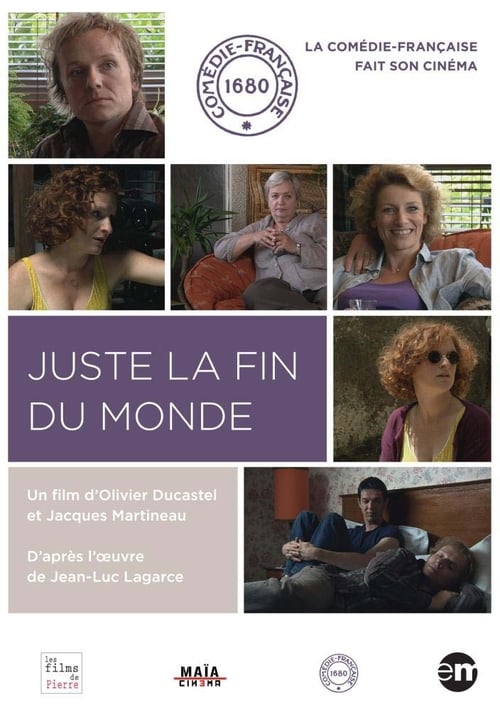 LA COMÉDIE-FRANÇAISE
FAIT SON CINÉMA
COMÉDIE-FRANÇAISE
1680
JUSTE LA FIN
DU MONDE
Un film d'Olivier Ducastel
et Jacques Martineau
D'après l'œuvre
de Jean-Luc Lagarce
les
films
de
Pierre
MAÏA
CINEMA
COMÉDIE-FRANÇAISE
1680
em